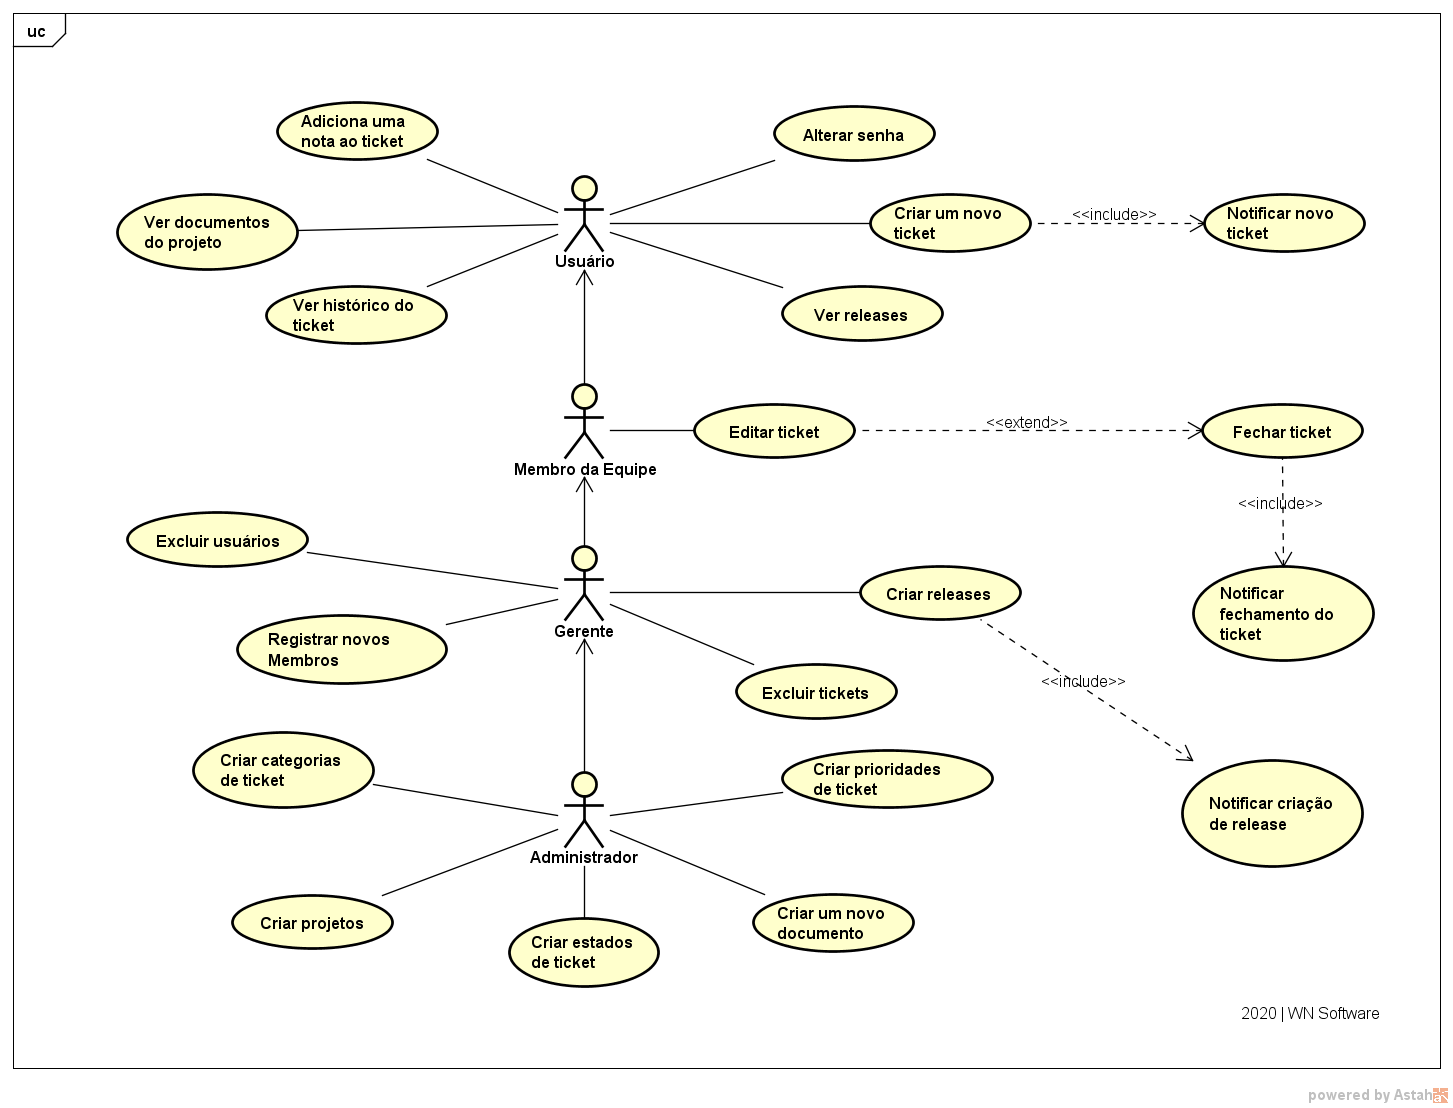 uc
Adiciona uma
nota ao ticket
Alterar senha
Ver documentos
do projeto
Usuário
Criar um novo
ticket
<<include>>
Notificar novo
ticket
Ver histórico do
ticket
Ver releases
Membro da Equipe
Editar ticket
<<extend>>
Fechar ticket
<<include>>
Excluir usuários
Gerente
Criar releases
Notificar
fechamento do
ticket
Registrar novos
Membros
Excluir tickets
<<include>>
Criar categorias
de ticket
Administrador
Criar prioridades
de ticket
Notificar criação
de release
Criar projetos
Criar estados
de ticket
Criar um novo
documento
2020 | WN Software
powered by Astah